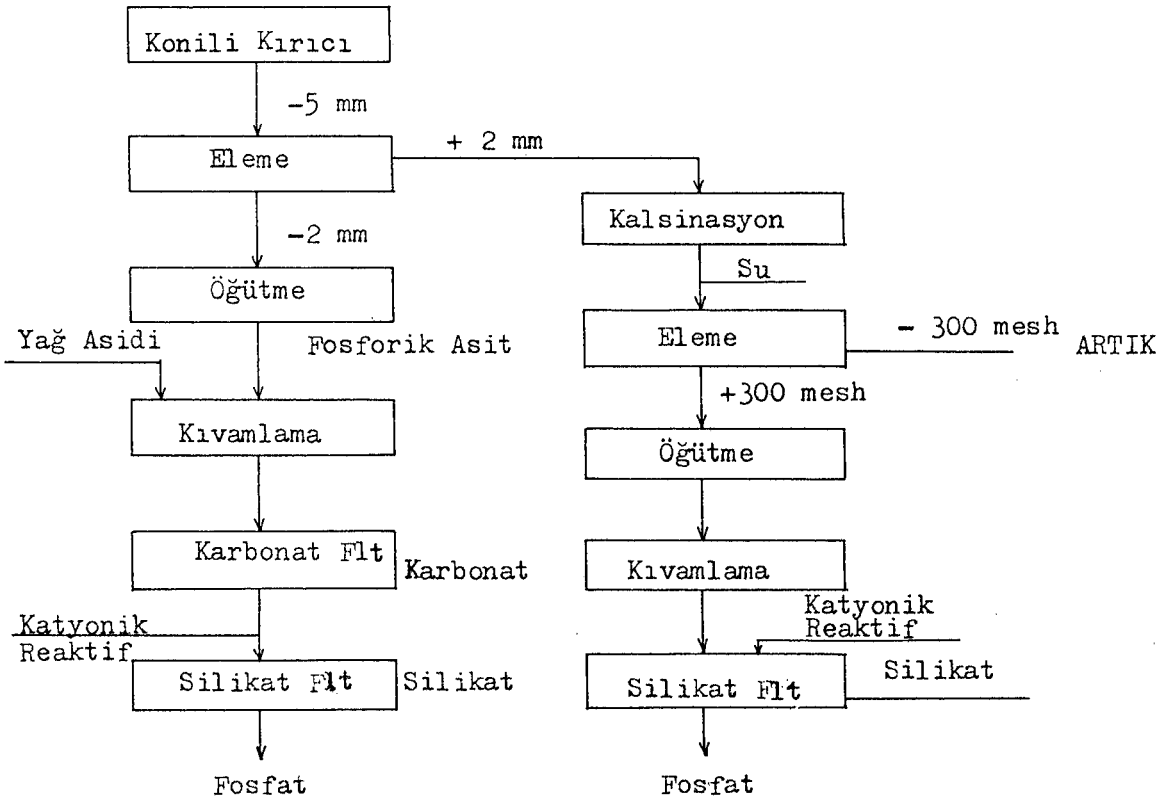 Konili Kırıcı
-5 mm
Eleme
+ 2 mm
-2 mm
Kalsinasyon
Su
Öğütme
Yağ Asidi
Fosforik Asit
Eleme
- 300 mesh
ARTIK
+300 mesh
Kıvamlama
Öğütme
Karbonat Flt
Karbonat
Kıvamlama
Katyonik
Reaktif
Katyonik
Reaktif
Silikat Flt
Silikat
Silikat Flt
Silikat
Fosfat
Fosfat